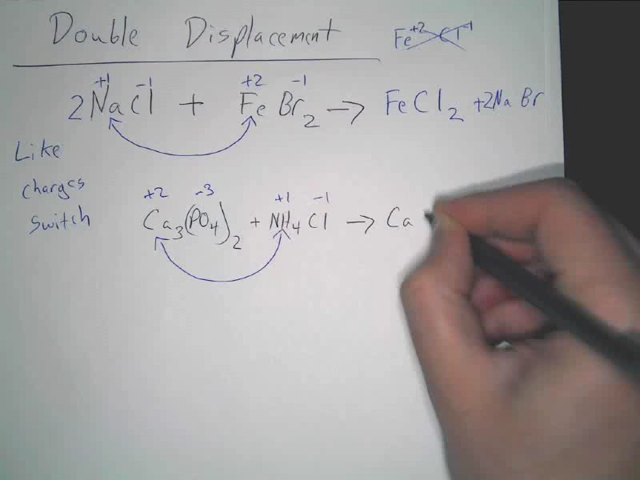 Double Displacement
Fe+2 Cl-1
+1 -1 +2 -1
2NaCl + FeBr2 → FeCl2 + 2NaBr
Like
charges
switch
+2 -3 +1 -1
Ca3(PO4)2 + NH4Cl → Ca